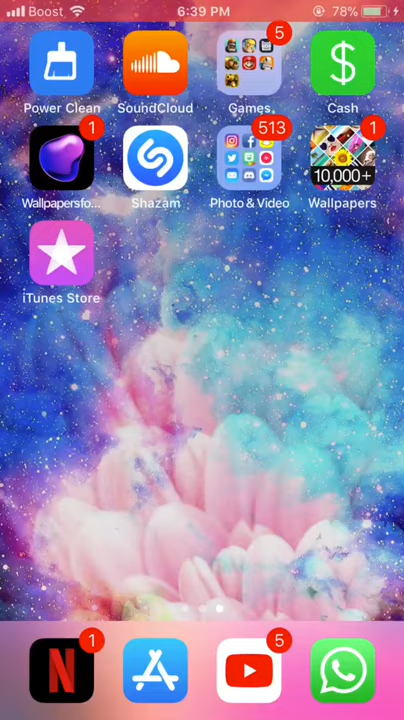 Boost 6:39 PM 78%
5
Power Clean SoundCloud Games Cash
1 513 1
10,000+
Wallpapersfo... Shazam Photo & Video Wallpapers
iTunes Store
1 5
N